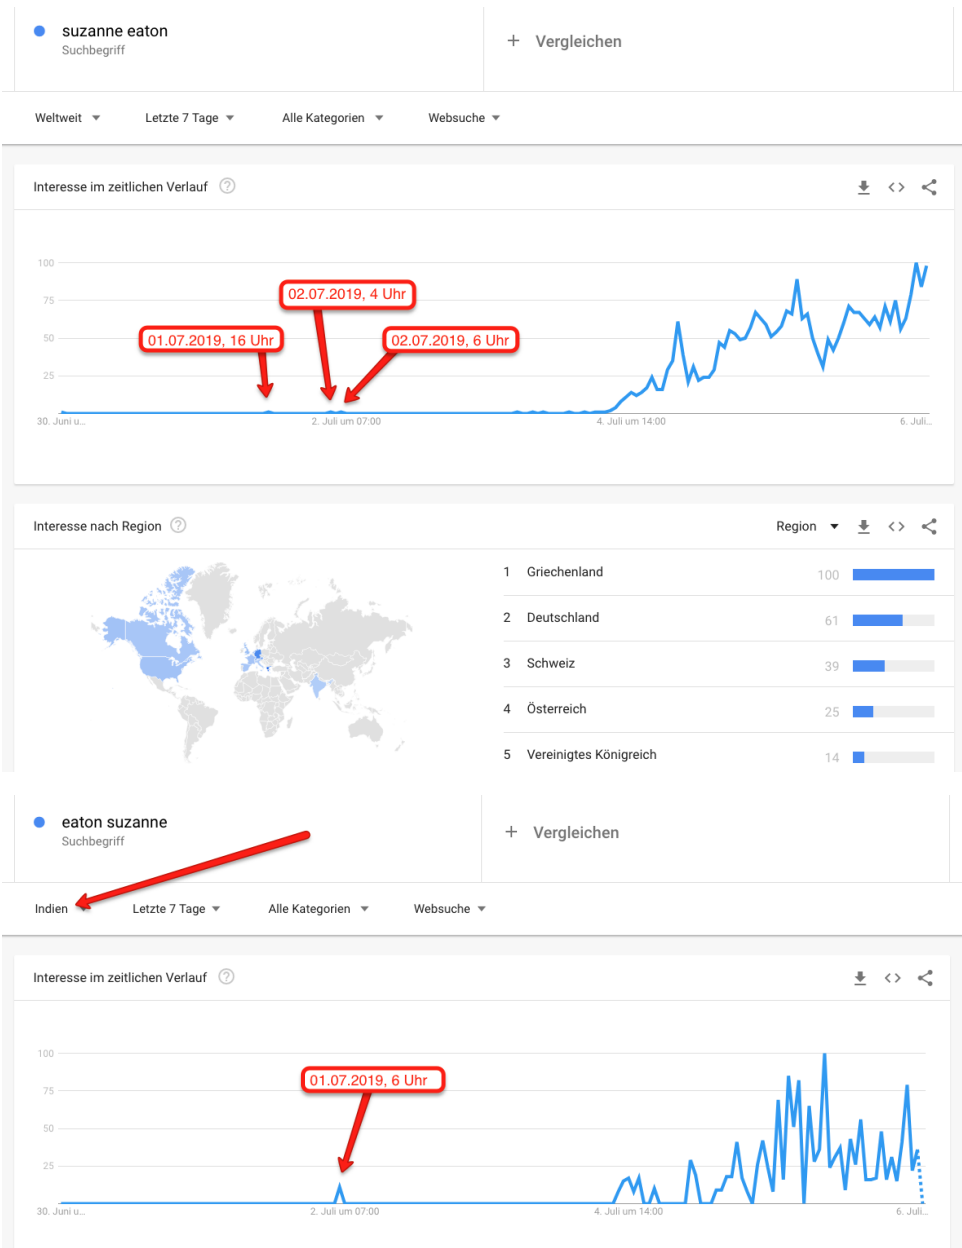 suzanne eaton
Suchbegriff
+ Vergleichen
Weltweit
Letzte 7 Tage
Alle Kategorien
Websuche
Interesse im zeitlichen Verlauf ?
100
75
50
25
02.07.2019, 4 Uhr
01.07.2019, 16 Uhr
02.07.2019, 6 Uhr
30. Juni u...
2. Juli um 07:00
4. Juli um 14:00
6. Juli...
Interesse nach Region ?
Region
1 Griechenland 100
2 Deutschland 61
3 Schweiz 39
4 Österreich 25
5 Vereinigtes Königreich 14
eaton suzanne
Suchbegriff
+ Vergleichen
Indien
Letzte 7 Tage
Alle Kategorien
Websuche
Interesse im zeitlichen Verlauf ?
100
75
50
25
01.07.2019, 6 Uhr
30. Juni u...
2. Juli um 07:00
4. Juli um 14:00
6. Juli...